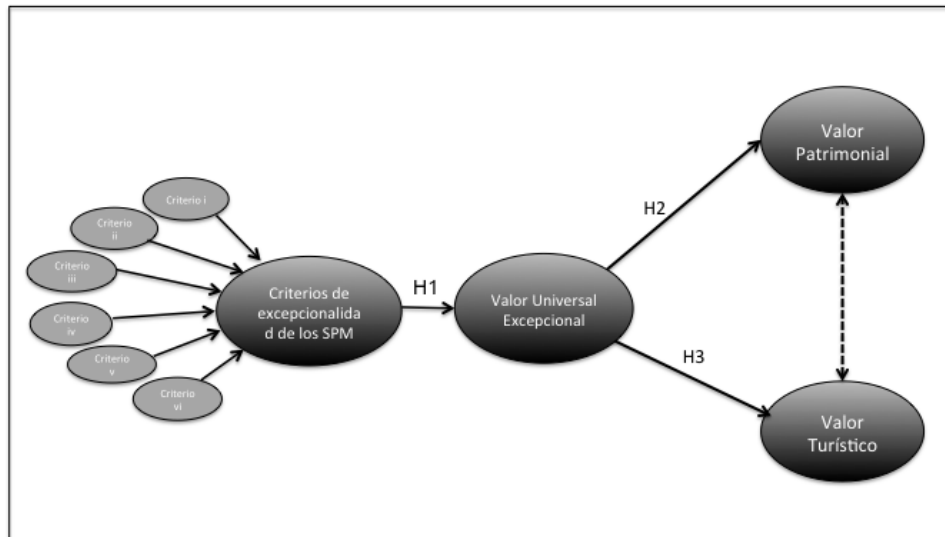 Criterio i
Criterio
ii
Criterio
iii
Criterio
iv
Criterio
v
Criterio
vi
Criterios de
excepcionalida
d de los SPM
H1
Valor Universal
Excepcional
H2
H3
Valor
Patrimonial
Valor
Turístico